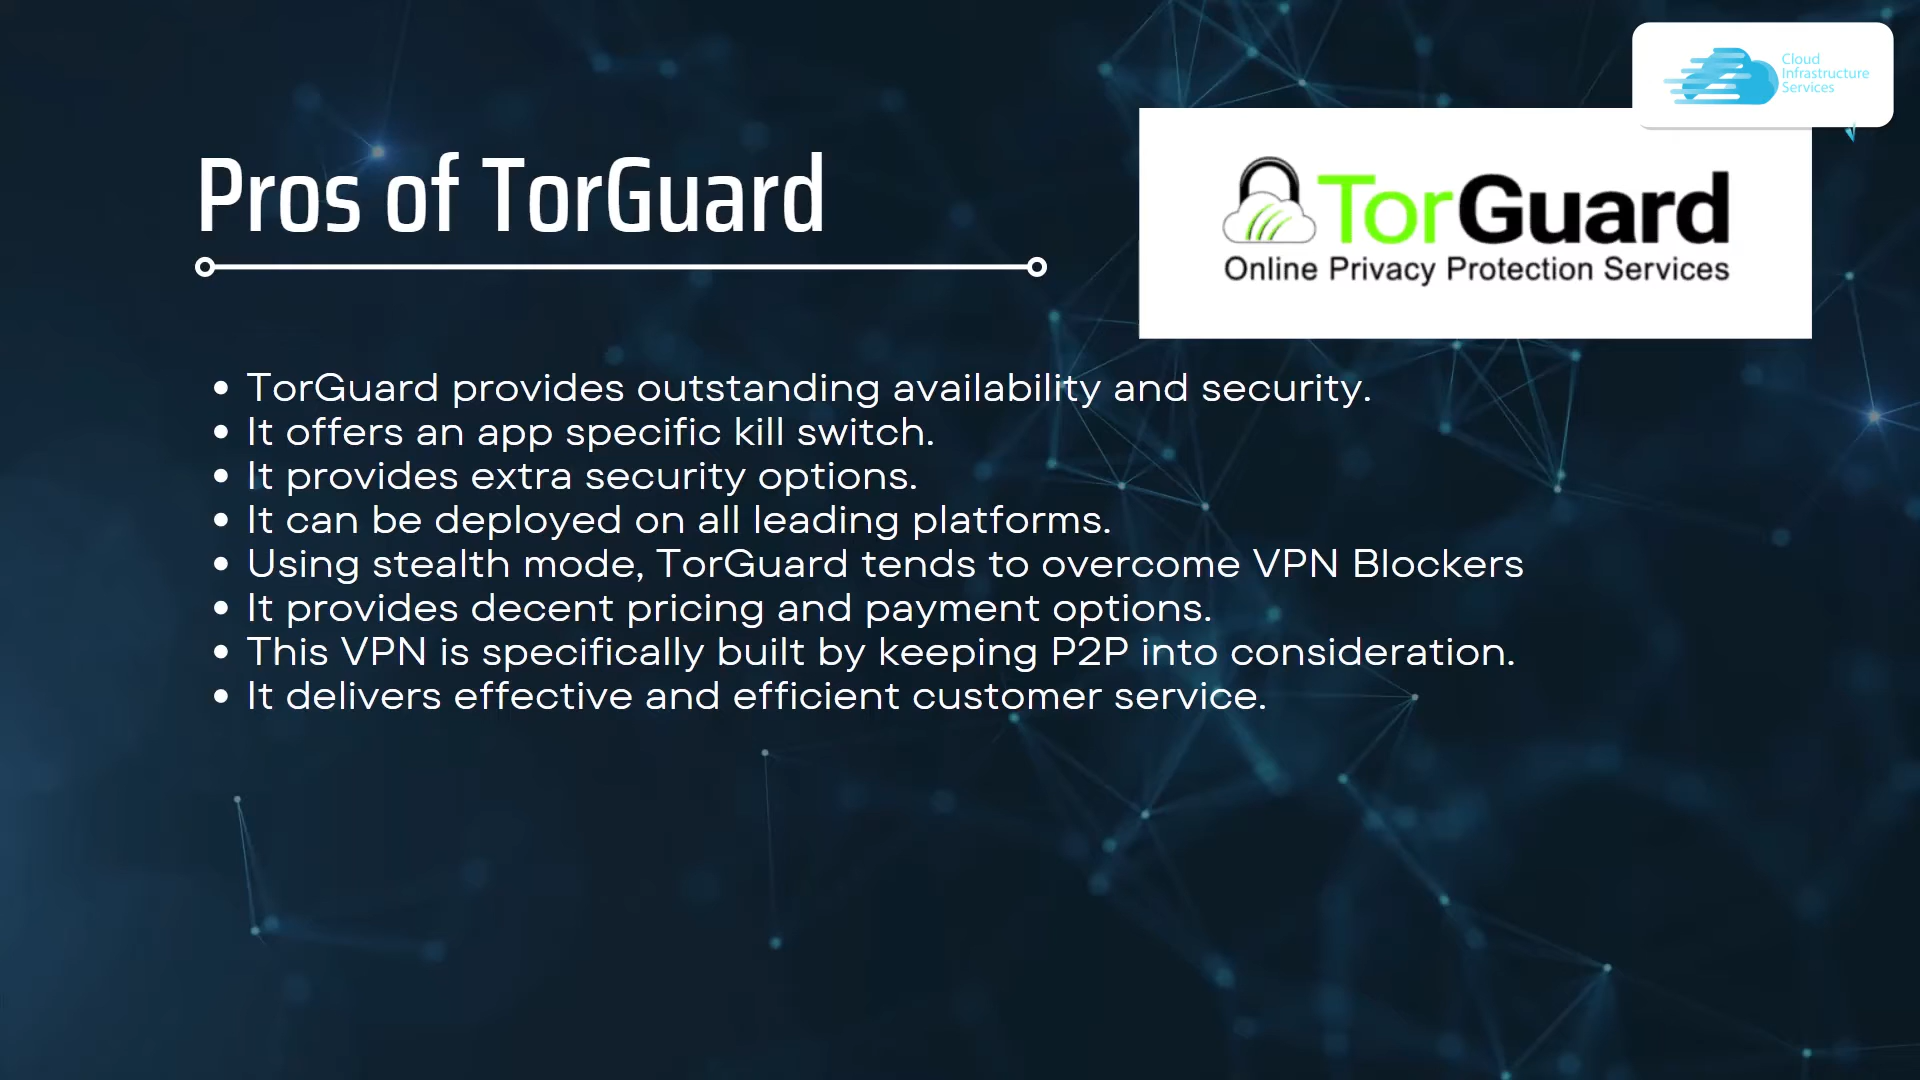 Cloud
Infrastructure
Services
Pros of TorGuard
TorGuard
Online Privacy Protection Services
• TorGuard provides outstanding availability and security.
• It offers an app specific kill switch.
• It provides extra security options.
• It can be deployed on all leading platforms.
• Using stealth mode, TorGuard tends to overcome VPN Blockers
• It provides decent pricing and payment options.
• This VPN is specifically built by keeping P2P into consideration.
• It delivers effective and efficient customer service.